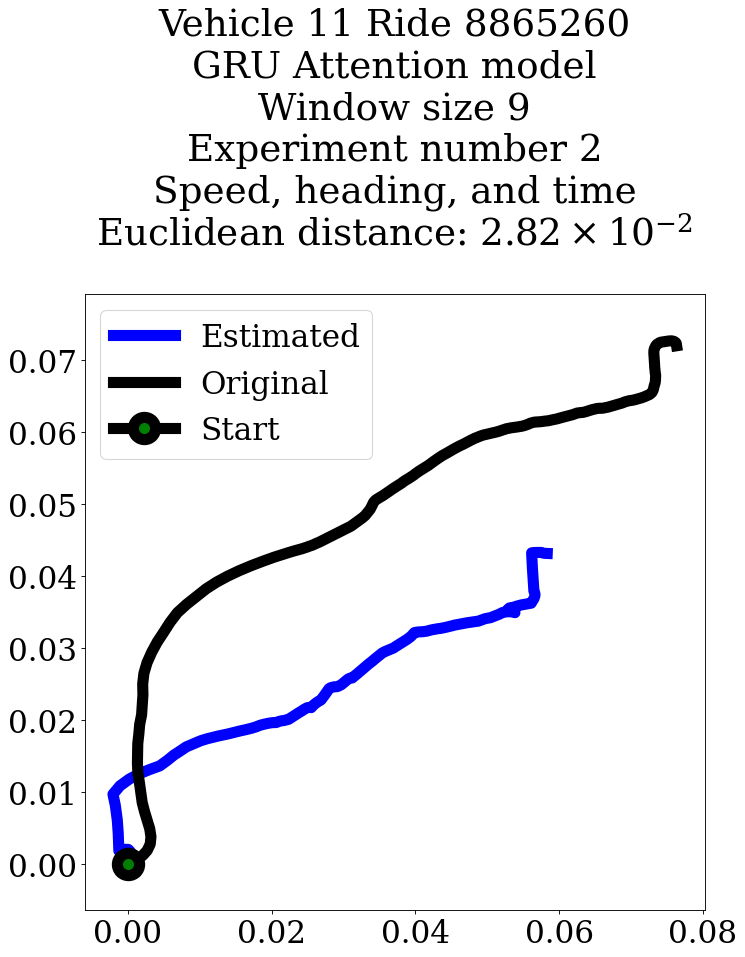 Vehicle 11 Ride 8865260
GRU Attention model
Window size 9
Experiment number 2
Speed, heading, and time
Euclidean distance: 2.82 × 10⁻²
Estimated
Original
Start
0.07
0.06
0.05
0.04
0.03
0.02
0.01
0.00
0.00 0.02 0.04 0.06 0.08